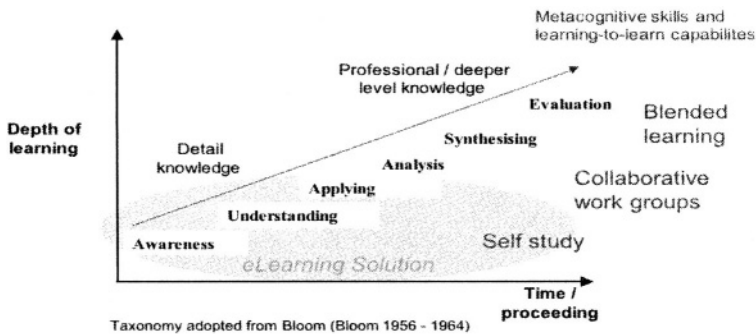 Metacognitive skills and
learning-to-learn capabilites
Professional / deeper
level knowledge
Evaluation
Blended
learning
Depth of
learning
Synthesising
Detail
knowledge
Analysis
Collaborative
work groups
Applying
Understanding
Awareness
Self study
eLearning Solution
Time /
proceeding
Taxonomy adopted from Bloom (Bloom 1956 - 1964)